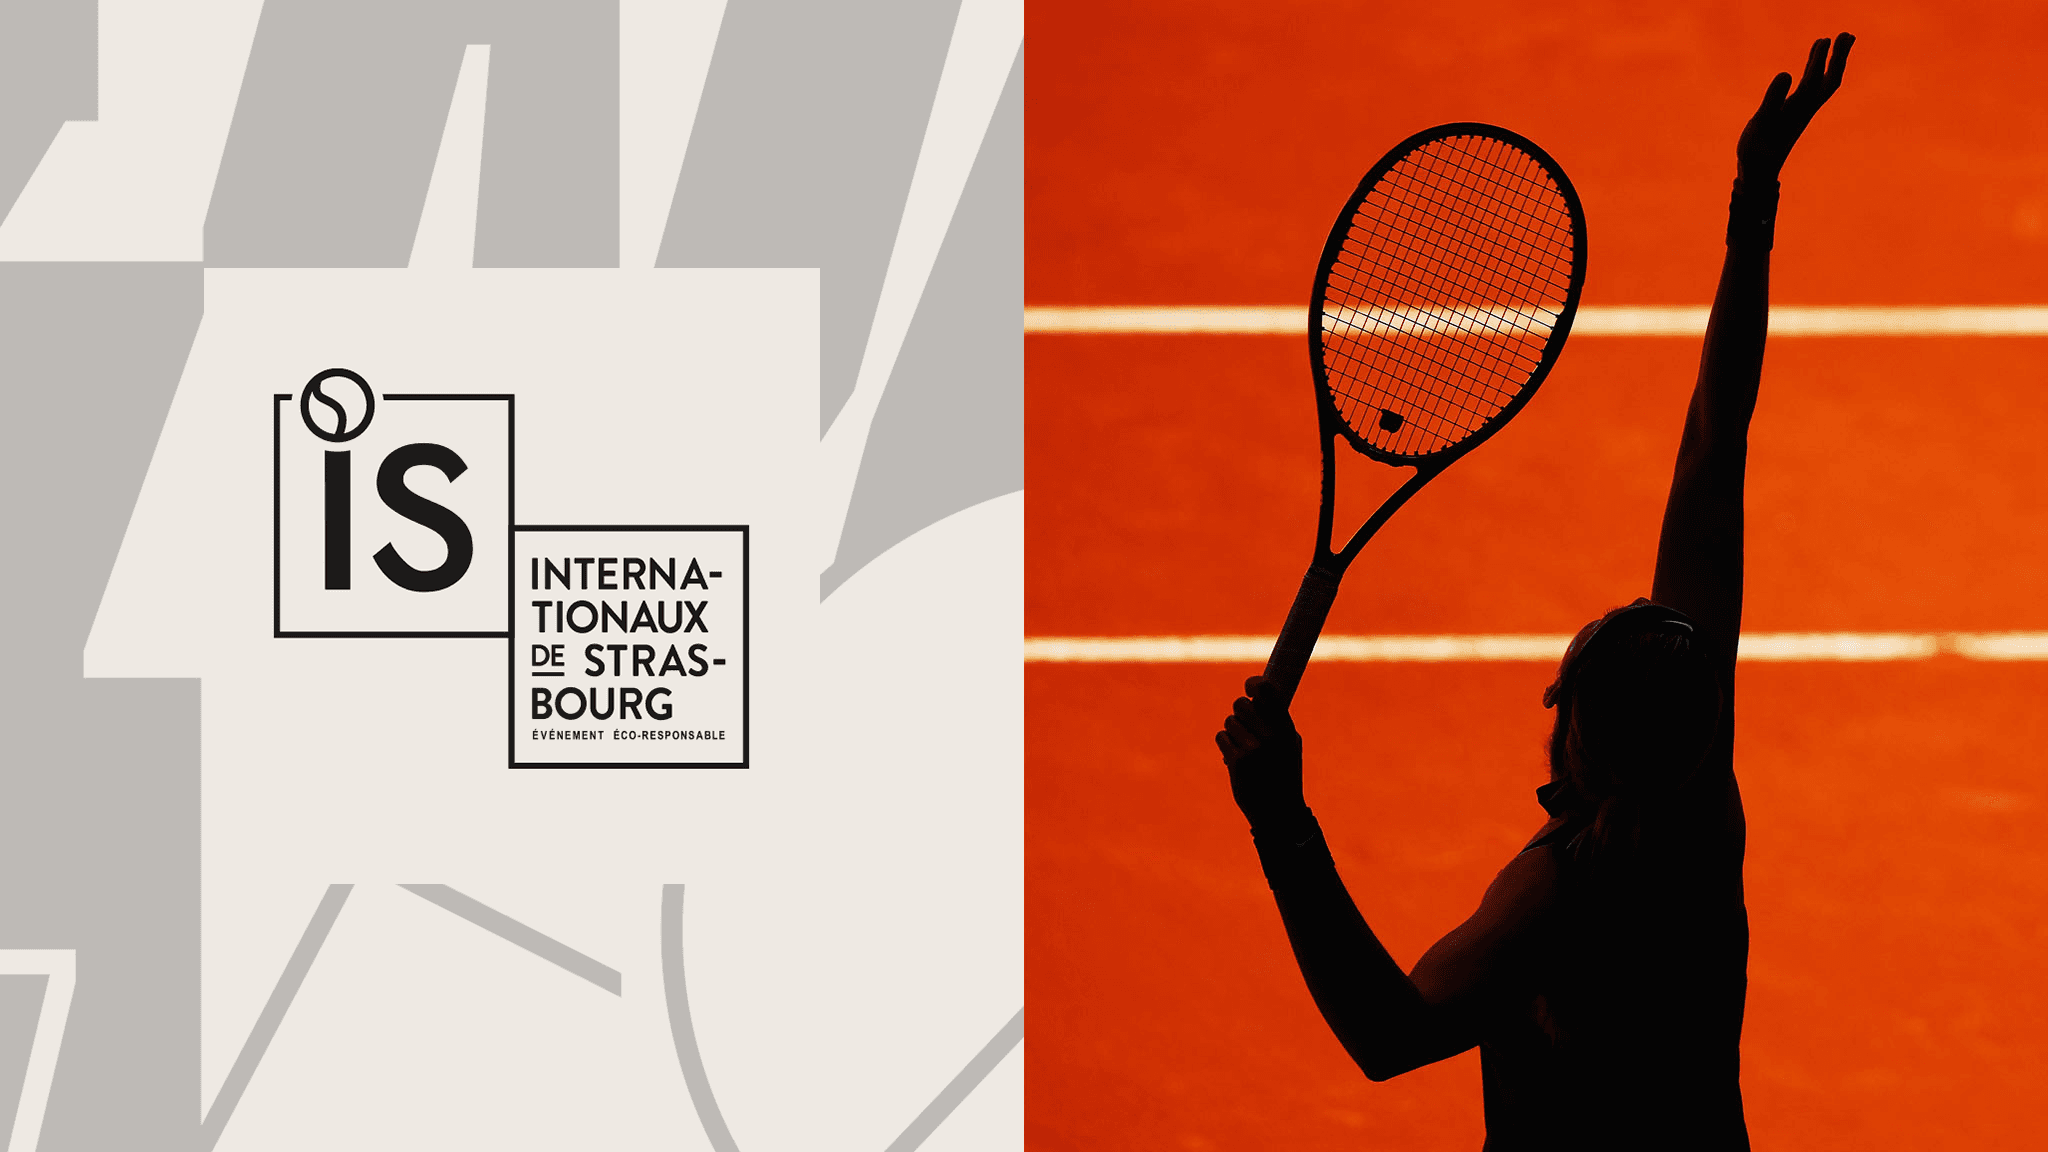 iS
INTERNA-
TIONAUX
DE STRAS-
BOURG
ÉVÉNEMENT ÉCO-RESPONSABLE